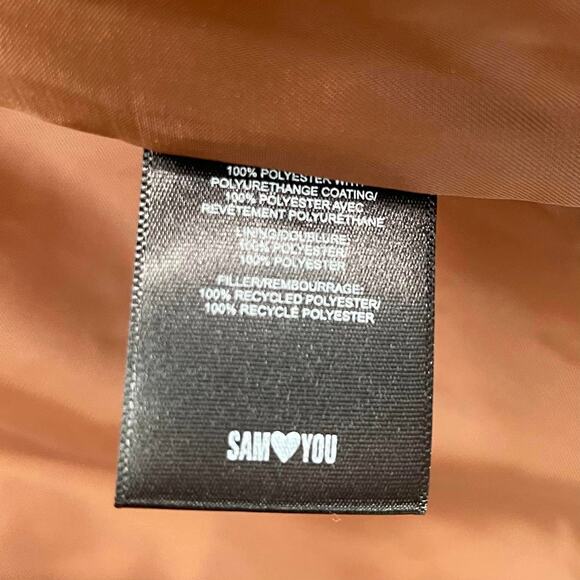 100% POLYESTER WITH
POLYURETHANGE COATING/
100% POLYESTER AVEC
REVETEMENT POLYURETHANE
LINING/DOUBLURE:
100% POLYESTER/
100% POLYESTER
FILLER/REMBOURRAGE:
100% RECYCLED POLYESTER/
100% RECYCLÉ POLYESTER
SAM♥YOU